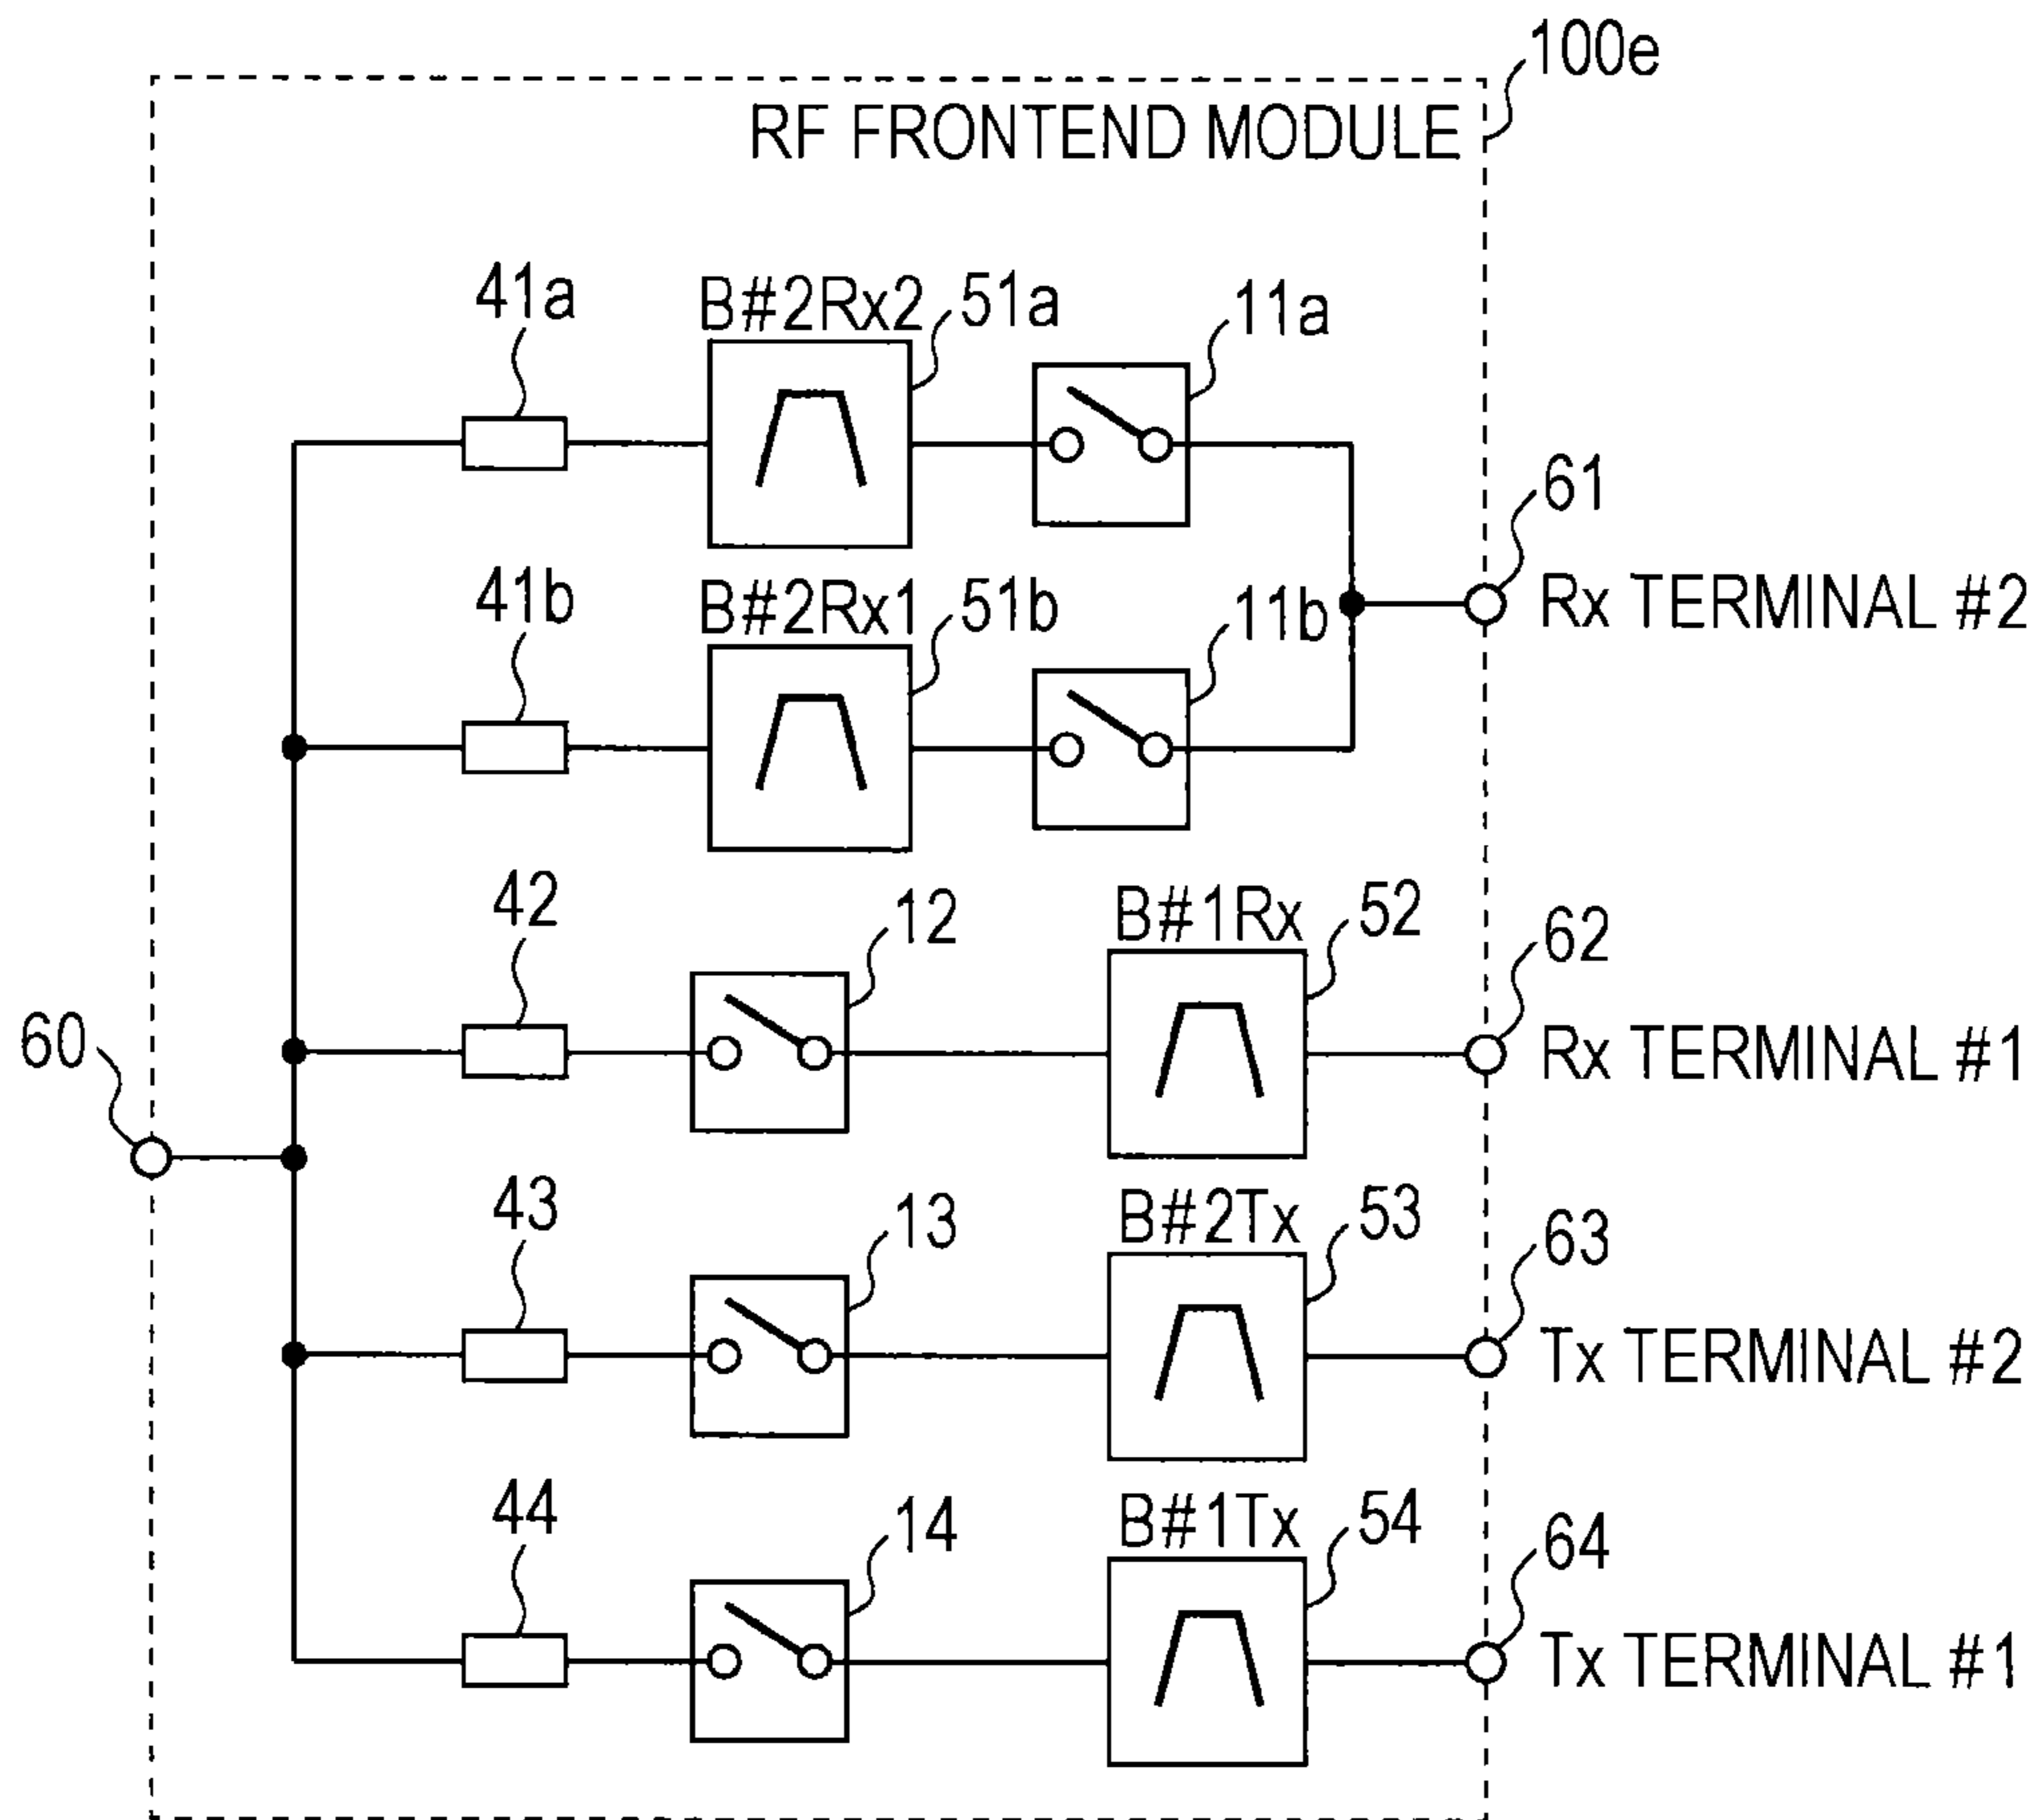 100e
RF FRONTEND MODULE
41a B#2Rx2 51a 11a
61
Rx TERMINAL #2
41b B#2Rx1 51b 11b
42 12 B#1Rx 52 62
60 Rx TERMINAL #1
43 13 B#2Tx 53 63
Tx TERMINAL #2
44 14 B#1Tx 54 64
Tx TERMINAL #1